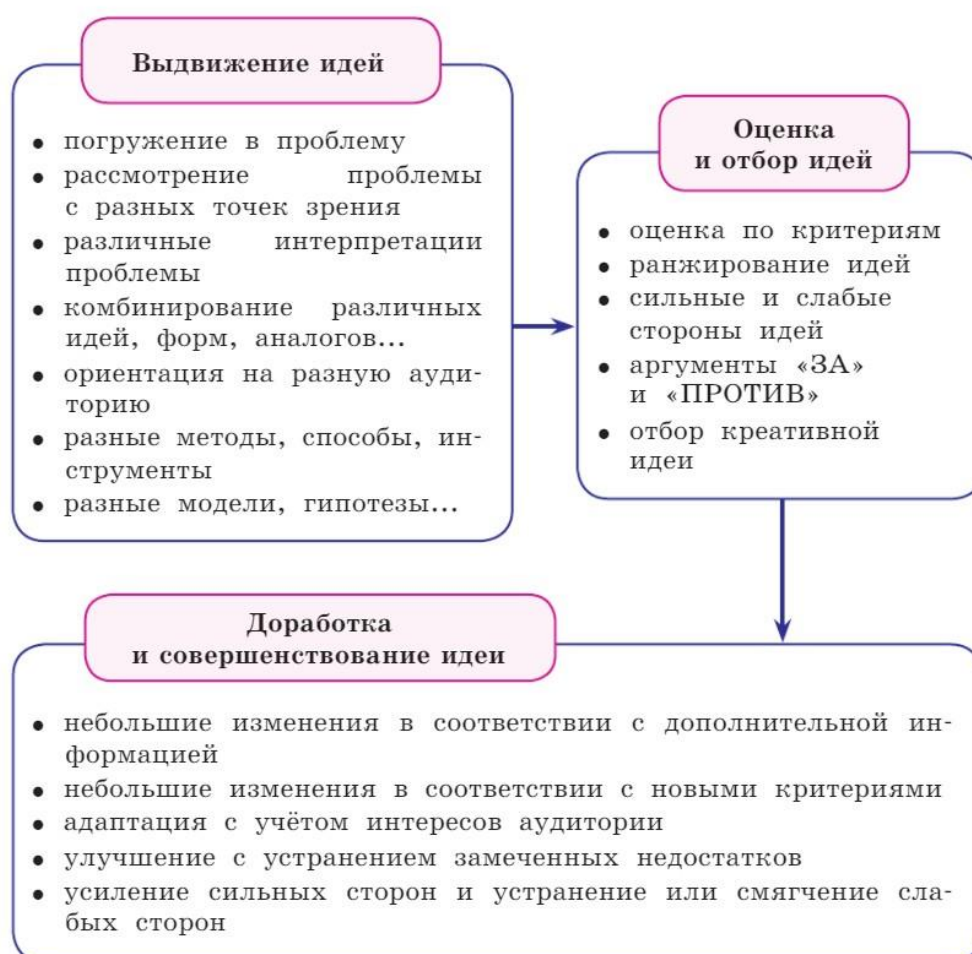 Выдвижение идей
• погружение в проблему
• рассмотрение проблемы
с разных точек зрения
• различные интерпретации
проблемы
• комбинирование различных
идей, форм, аналогов...
• ориентация на разную ауди-
торию
• разные методы, способы, ин-
струменты
• разные модели, гипотезы...
Оценка
и отбор идей
• оценка по критериям
• ранжирование идей
• сильные и слабые
стороны идей
• аргументы «ЗА»
и «ПРОТИВ»
• отбор креативной
идеи
Доработка
и совершенствование идеи
• небольшие изменения в соответствии с дополнительной ин-
формацией
• небольшие изменения в соответствии с новыми критериями
• адаптация с учётом интересов аудитории
• улучшение с устранением замеченных недостатков
• усиление сильных сторон и устранение или смягчение сла-
бых сторон